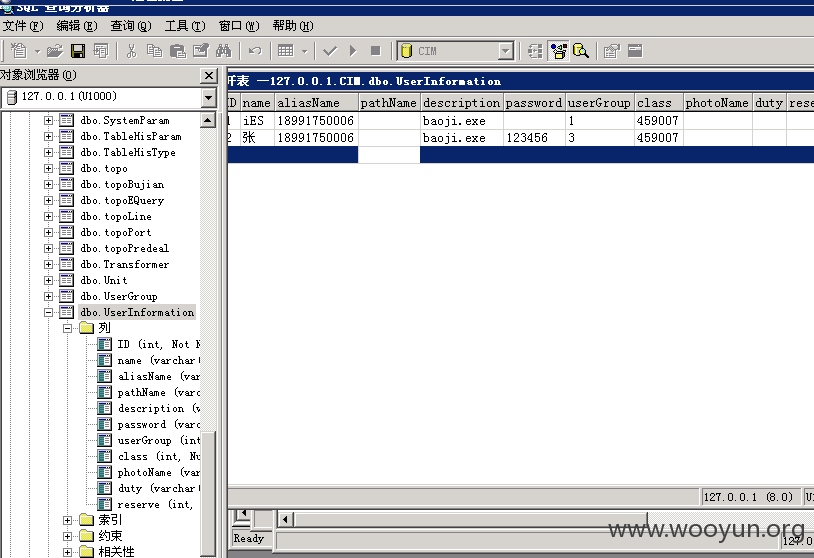 SQL 查询分析器
文件(F) 编辑(E) 查询(Q) 工具(T) 窗口(W) 帮助(H)
CIM
对象浏览器(O)
127.0.0.1(U1000)
dbo.SystemParam
dbo.TableHisParam
dbo.TableHisType
dbo.topo
dbo.topoBujian
dbo.topoEQuery
dbo.topoLine
dbo.topoPort
dbo.topoPredeal
dbo.Transformer
dbo.Unit
dbo.UserGroup
dbo.UserInformation
列
ID (int, Not N
name (varchar(
aliasName (var
pathName (varc
description (v
password (varc
userGroup (int
class (int, Nu
photoName (var
duty (varchar(
reserve (int,
索引
约束
相关性
开表 —127.0.0.1.CIM.dbo.UserInformation
ID name aliasName pathName description password userGroup class photoName duty rese
1 iES 18991750006 baoji.exe 1 459007
2 张 18991750006 baoji.exe 123456 3 459007
127.0.0.1 (8.0)
Ready
127.0
www.wooyun.org